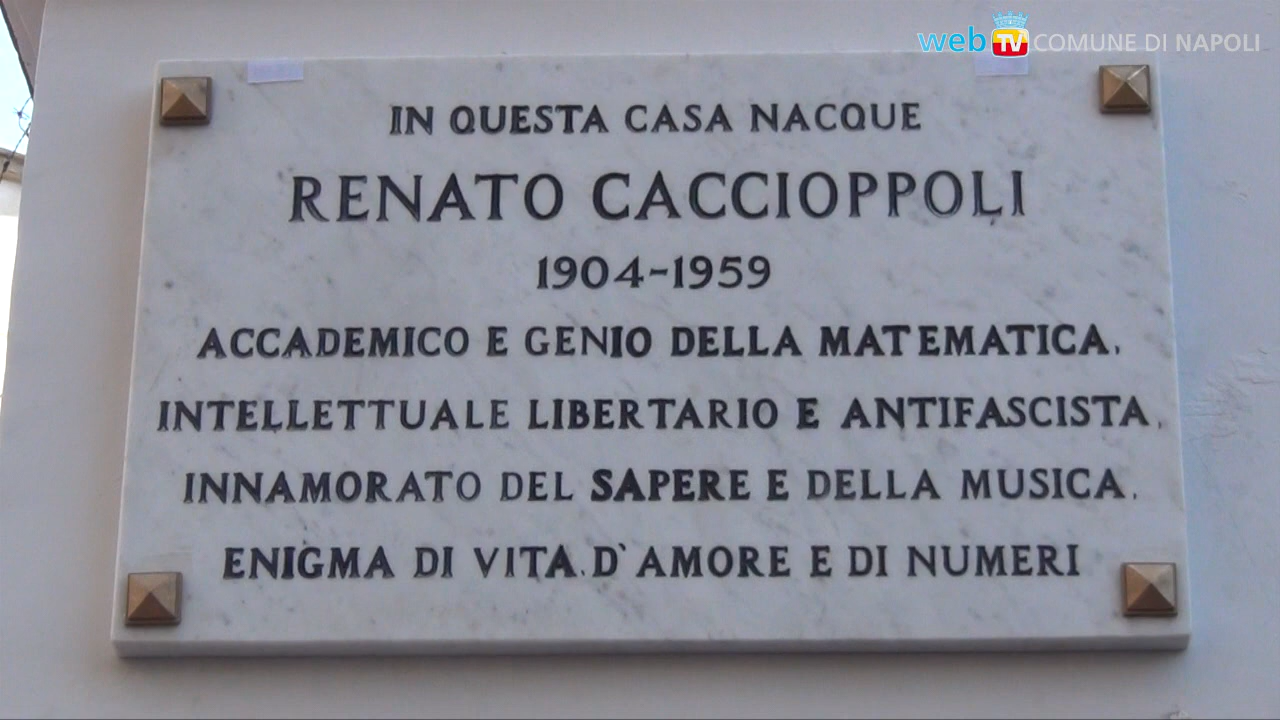 web TV COMUNE DI NAPOLI
IN QUESTA CASA NACQUE
RENATO CACCIOPPOLI
1904-1959
ACCADEMICO E GENIO DELLA MATEMATICA,
INTELLETTUALE LIBERTARIO E ANTIFASCISTA,
INNAMORATO DEL SAPERE E DELLA MUSICA,
ENIGMA DI VITA, D'AMORE E DI NUMERI